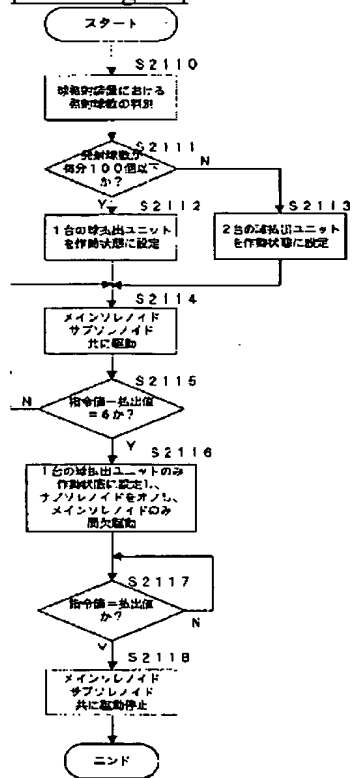 スタート
S2110
球発射装置における
発射球数の判別
S2111
発射球数が
毎分100個以下
か?
N
Y
S2112
1台の球払出ユニット
を作動状態に設定
S2113
2台の球払出ユニット
を作動状態に設定
S2114
メインソレノイド
サブソレノイド
共に駆動
S2115
指令値−払出値
=6か?
N
Y
S2116
1台の球払出ユニットのみ
作動状態に設定し、
サブソレノイドをオフし、
メインソレノイドのみ
間欠駆動
S2117
指令値=払出値
か?
N
Y
S2118
メインソレノイド
サブソレノイド
共に駆動停止
エンド